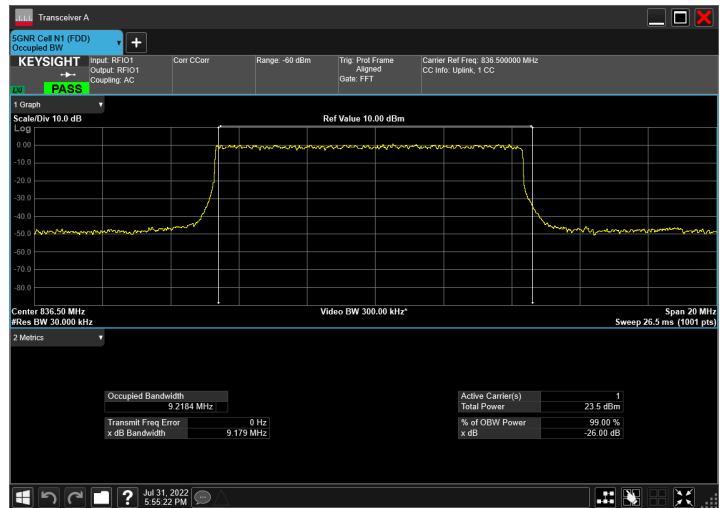 Transceiver A
5GNR Cell N1 (FDD)
Occupied BW
KEYSIGHT
Input: RFIO1
Output: RFIO1
Coupling: AC
Corr CCorr
Range: -60 dBm
Trig: Prot Frame
Aligned
Gate: FFT
Carrier Ref Freq: 836.500000 MHz
CC Info: Uplink, 1 CC
LXI
PASS
1 Graph
Scale/Div 10.0 dB
Ref Value 10.00 dBm
Log
0.00
-10.0
-20.0
-30.0
-40.0
-50.0
-60.0
-70.0
-80.0
Center 836.50 MHz
Video BW 300.00 kHz*
Span 20 MHz
#Res BW 30.000 kHz
Sweep 26.5 ms (1001 pts)
2 Metrics
Occupied Bandwidth
9.2184 MHz
Transmit Freq Error 0 Hz
x dB Bandwidth 9.179 MHz
Active Carrier(s) 1
Total Power 23.5 dBm
% of OBW Power 99.00 %
x dB -26.00 dB
?
Jul 31, 2022
5:55:22 PM